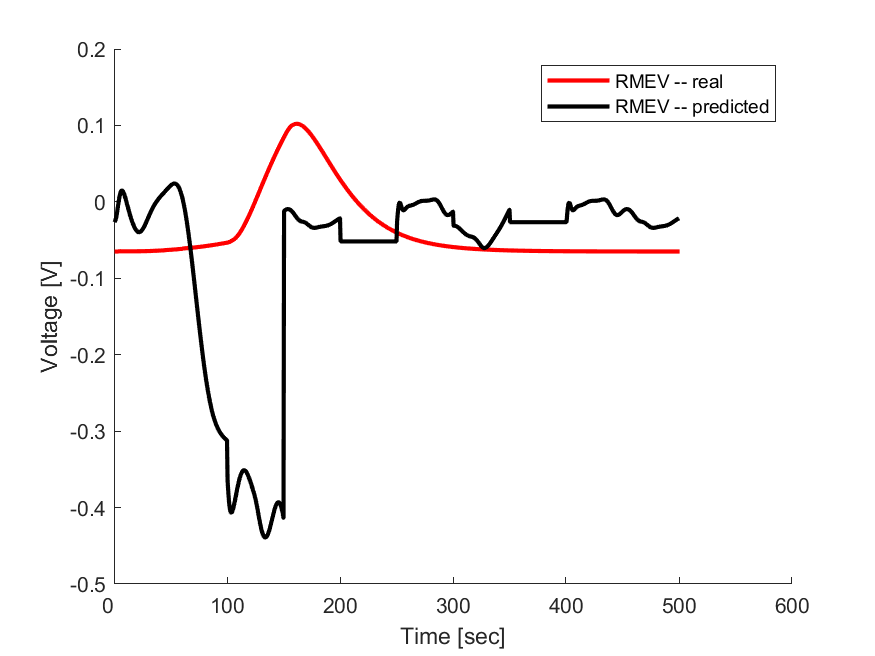 0.2
0.1
0
-0.1
-0.2
-0.3
-0.4
-0.5
Voltage [V]
RMEV -- real
RMEV -- predicted
0 100 200 300 400 500 600
Time [sec]